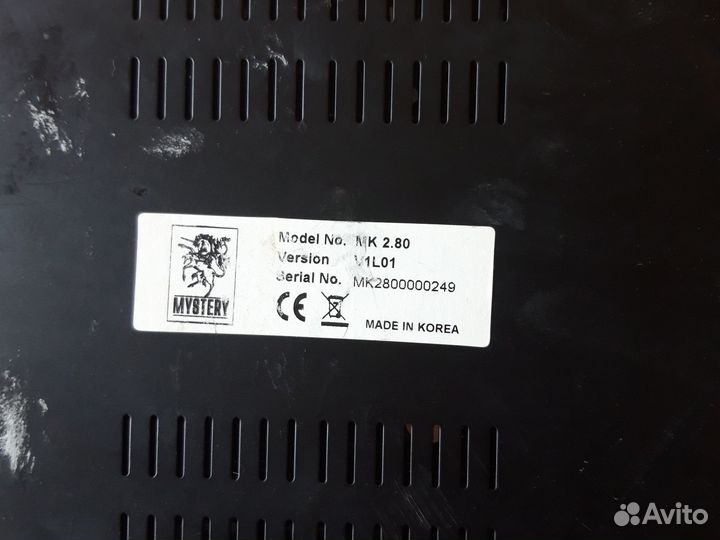 Model No. MK 2.80
Version V1L01
Serial No. MK2800000249
MYSTERY
CE
MADE IN KOREA
Avito